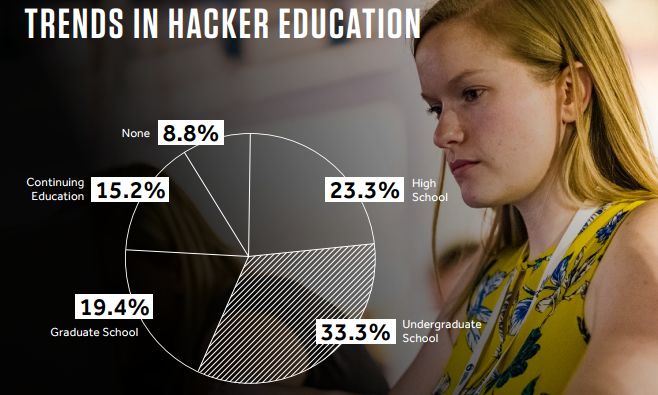 TRENDS IN HACKER EDUCATION
None 8.8%
Continuing
Education 15.2%
23.3% High
School
19.4%
Graduate School
33.3% Undergraduate
School